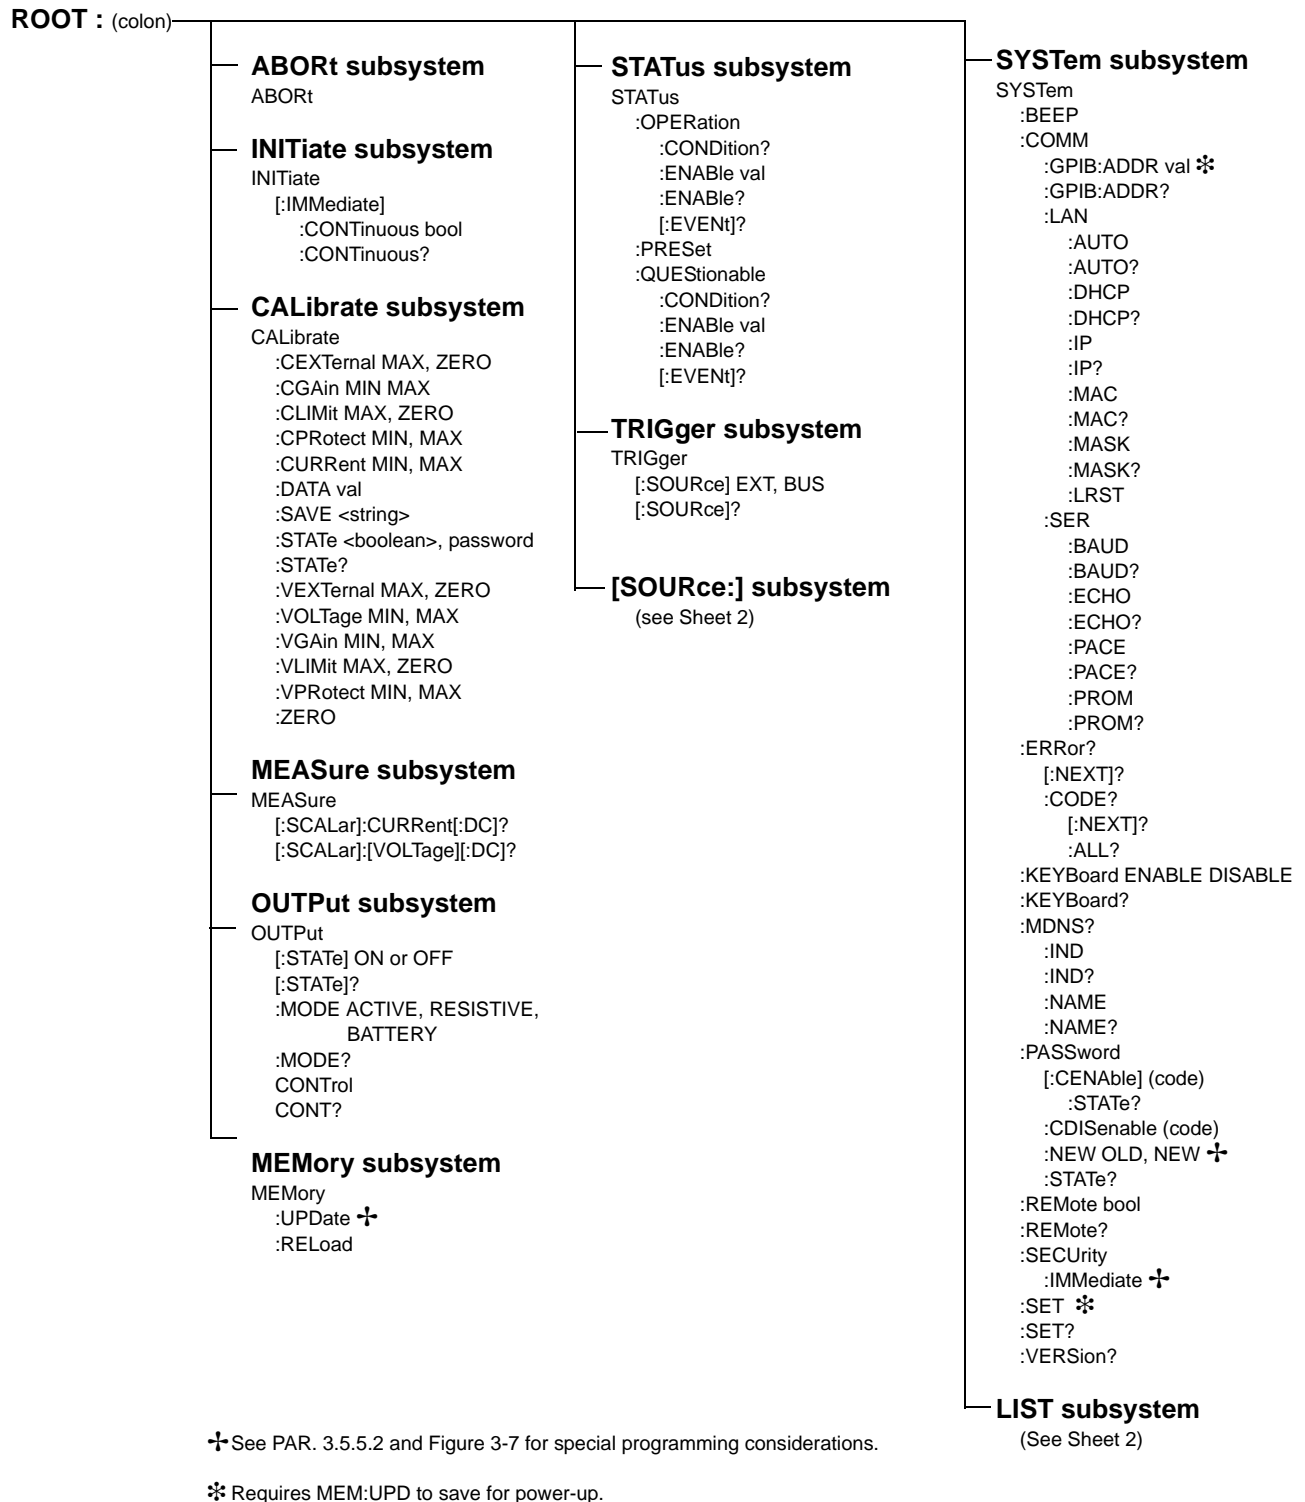 ROOT : (colon)
ABORt subsystem
ABORt
INITiate subsystem
INITiate
[:IMMediate]
:CONTinuous bool
:CONTinuous?
CALibrate subsystem
CALibrate
:CEXTernal MAX, ZERO
:CGAin MIN MAX
:CLIMit MAX, ZERO
:CPRotect MIN, MAX
:CURRent MIN, MAX
:DATA val
:SAVE <string>
:STATe <boolean>, password
:STATe?
:VEXTernal MAX, ZERO
:VOLTage MIN, MAX
:VGAin MIN, MAX
:VLIMit MAX, ZERO
:VPRotect MIN, MAX
:ZERO
MEASure subsystem
MEASure
[:SCALar]:CURRent[:DC]?
[:SCALar]:[VOLTage][:DC]?
OUTPut subsystem
OUTPut
[:STATe] ON or OFF
[:STATe]?
:MODE ACTIVE, RESISTIVE,
BATTERY
:MODE?
CONTrol
CONT?
MEMory subsystem
MEMory
:UPDate ✢
:RELoad
STATus subsystem
STATus
:OPERation
:CONDition?
:ENABle val
:ENABle?
[:EVENt]?
:PRESet
:QUEStionable
:CONDition?
:ENABle val
:ENABle?
[:EVENt]?
TRIGger subsystem
TRIGger
[:SOURce] EXT, BUS
[:SOURce]?
[SOURce:] subsystem
(see Sheet 2)
SYSTem subsystem
SYSTem
:BEEP
:COMM
:GPIB:ADDR val ❇
:GPIB:ADDR?
:LAN
:AUTO
:AUTO?
:DHCP
:DHCP?
:IP
:IP?
:MAC
:MAC?
:MASK
:MASK?
:LRST
:SER
:BAUD
:BAUD?
:ECHO
:ECHO?
:PACE
:PACE?
:PROM
:PROM?
:ERRor?
[:NEXT]?
:CODE?
[:NEXT]?
:ALL?
:KEYBoard ENABLE DISABLE
:KEYBoard?
:MDNS?
:IND
:IND?
:NAME
:NAME?
:PASSword
[:CENAble] (code)
:STATe?
:CDISenable (code)
:NEW OLD, NEW ✢
:STATe?
:REMote bool
:REMote?
:SECUrity
:IMMediate ✢
:SET ❇
:SET?
:VERSion?
LIST subsystem
(See Sheet 2)
✢ See PAR. 3.5.5.2 and Figure 3-7 for special programming considerations.
❇ Requires MEM:UPD to save for power-up.